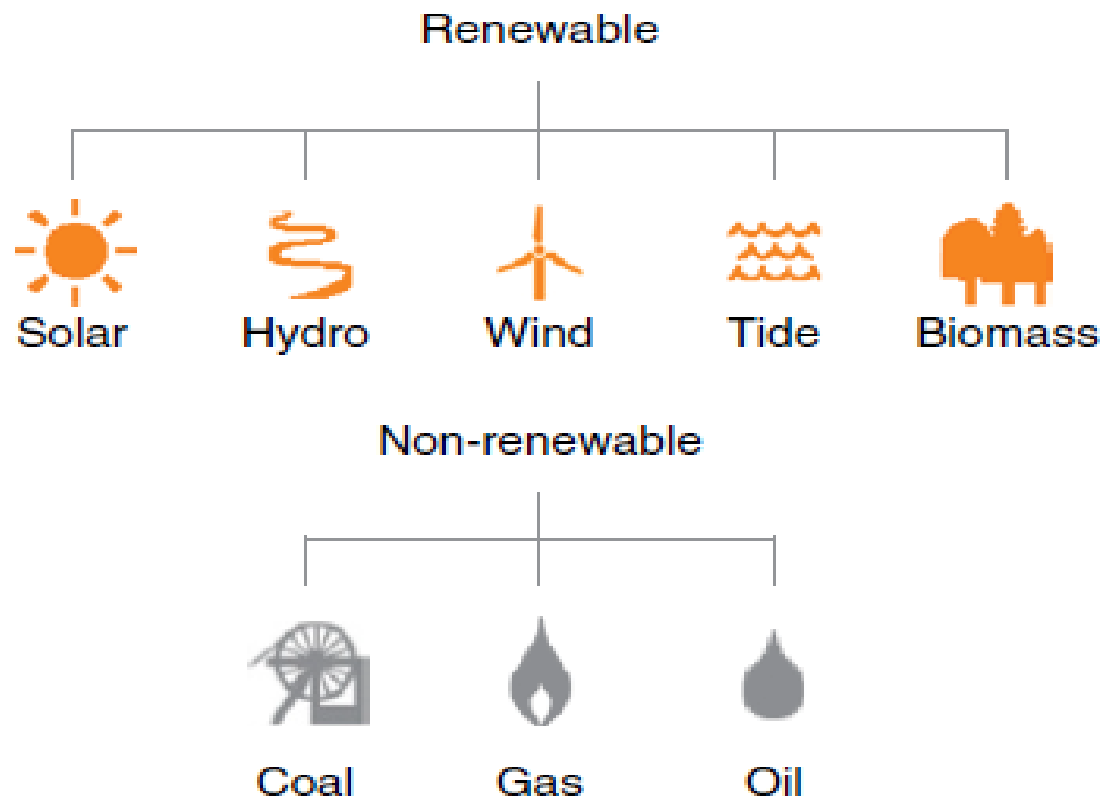 Renewable
Solar Hydro Wind Tide Biomass
Non-renewable
Coal Gas Oil